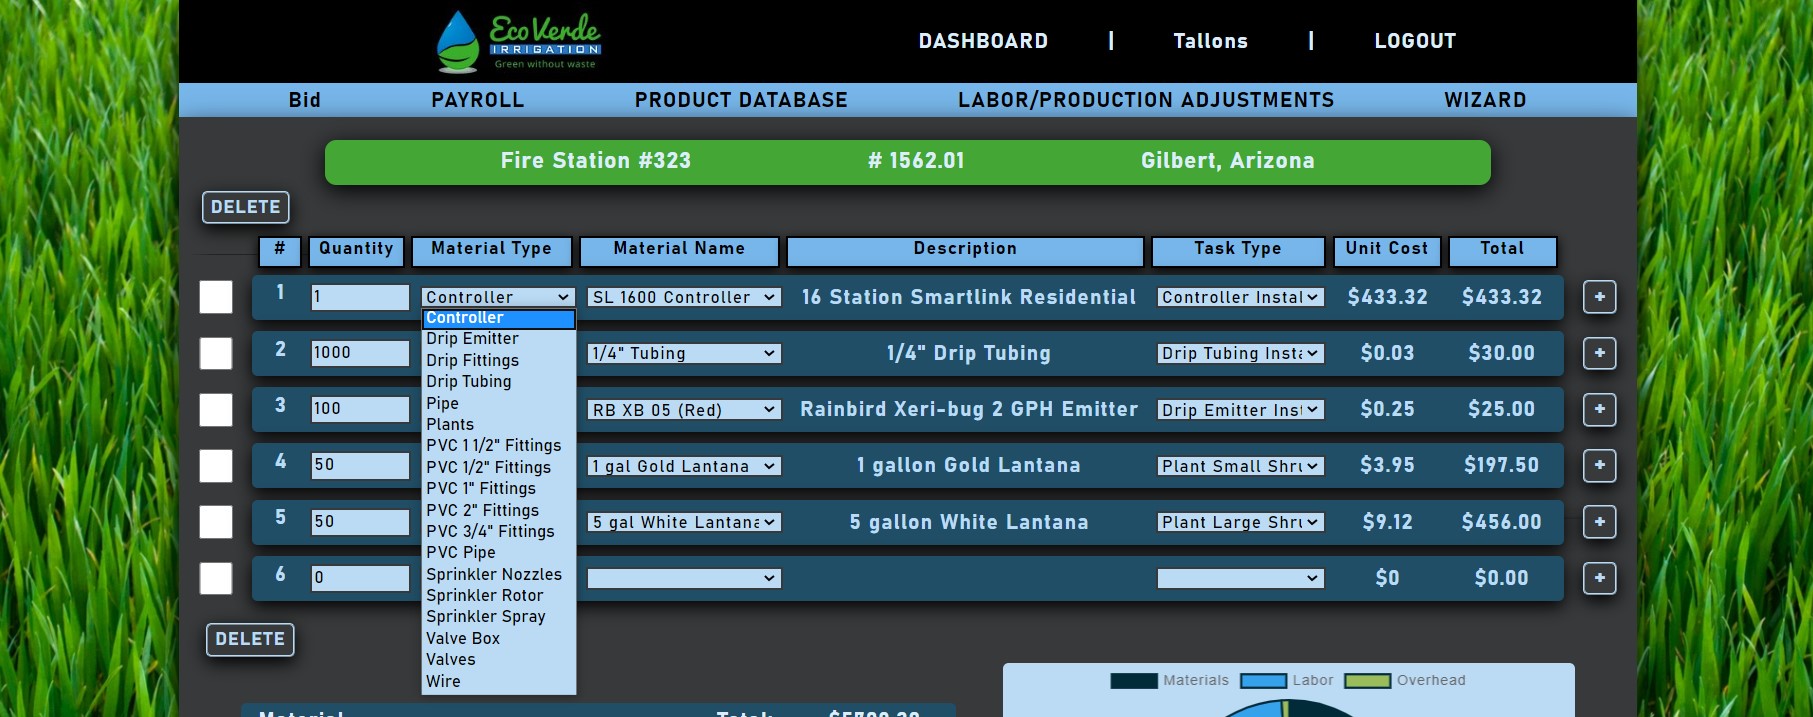 EcoVerde
IRRIGATION
Green without waste
DASHBOARD | Tallons | LOGOUT
Bid PAYROLL PRODUCT DATABASE LABOR/PRODUCTION ADJUSTMENTS WIZARD
Fire Station #323 # 1562.01 Gilbert, Arizona
DELETE
# Quantity Material Type Material Name Description Task Type Unit Cost Total
1 1 Controller SL 1600 Controller 16 Station Smartlink Residential Controller Instal $433.32 $433.32 +
2 1000 1/4" Tubing 1/4" Drip Tubing Drip Tubing Insta $0.03 $30.00 +
3 100 RB XB 05 (Red) Rainbird Xeri-bug 2 GPH Emitter Drip Emitter Inst $0.25 $25.00 +
4 50 1 gal Gold Lantana 1 gallon Gold Lantana Plant Small Shru $3.95 $197.50 +
5 50 5 gal White Lantana 5 gallon White Lantana Plant Large Shru $9.12 $456.00 +
6 0 $0 $0.00 +
Controller
Drip Emitter
Drip Fittings
Drip Tubing
Pipe
Plants
PVC 1 1/2" Fittings
PVC 1/2" Fittings
PVC 1" Fittings
PVC 2" Fittings
PVC 3/4" Fittings
PVC Pipe
Sprinkler Nozzles
Sprinkler Rotor
Sprinkler Spray
Valve Box
Valves
Wire
DELETE
Materials Labor Overhead
Material Total: